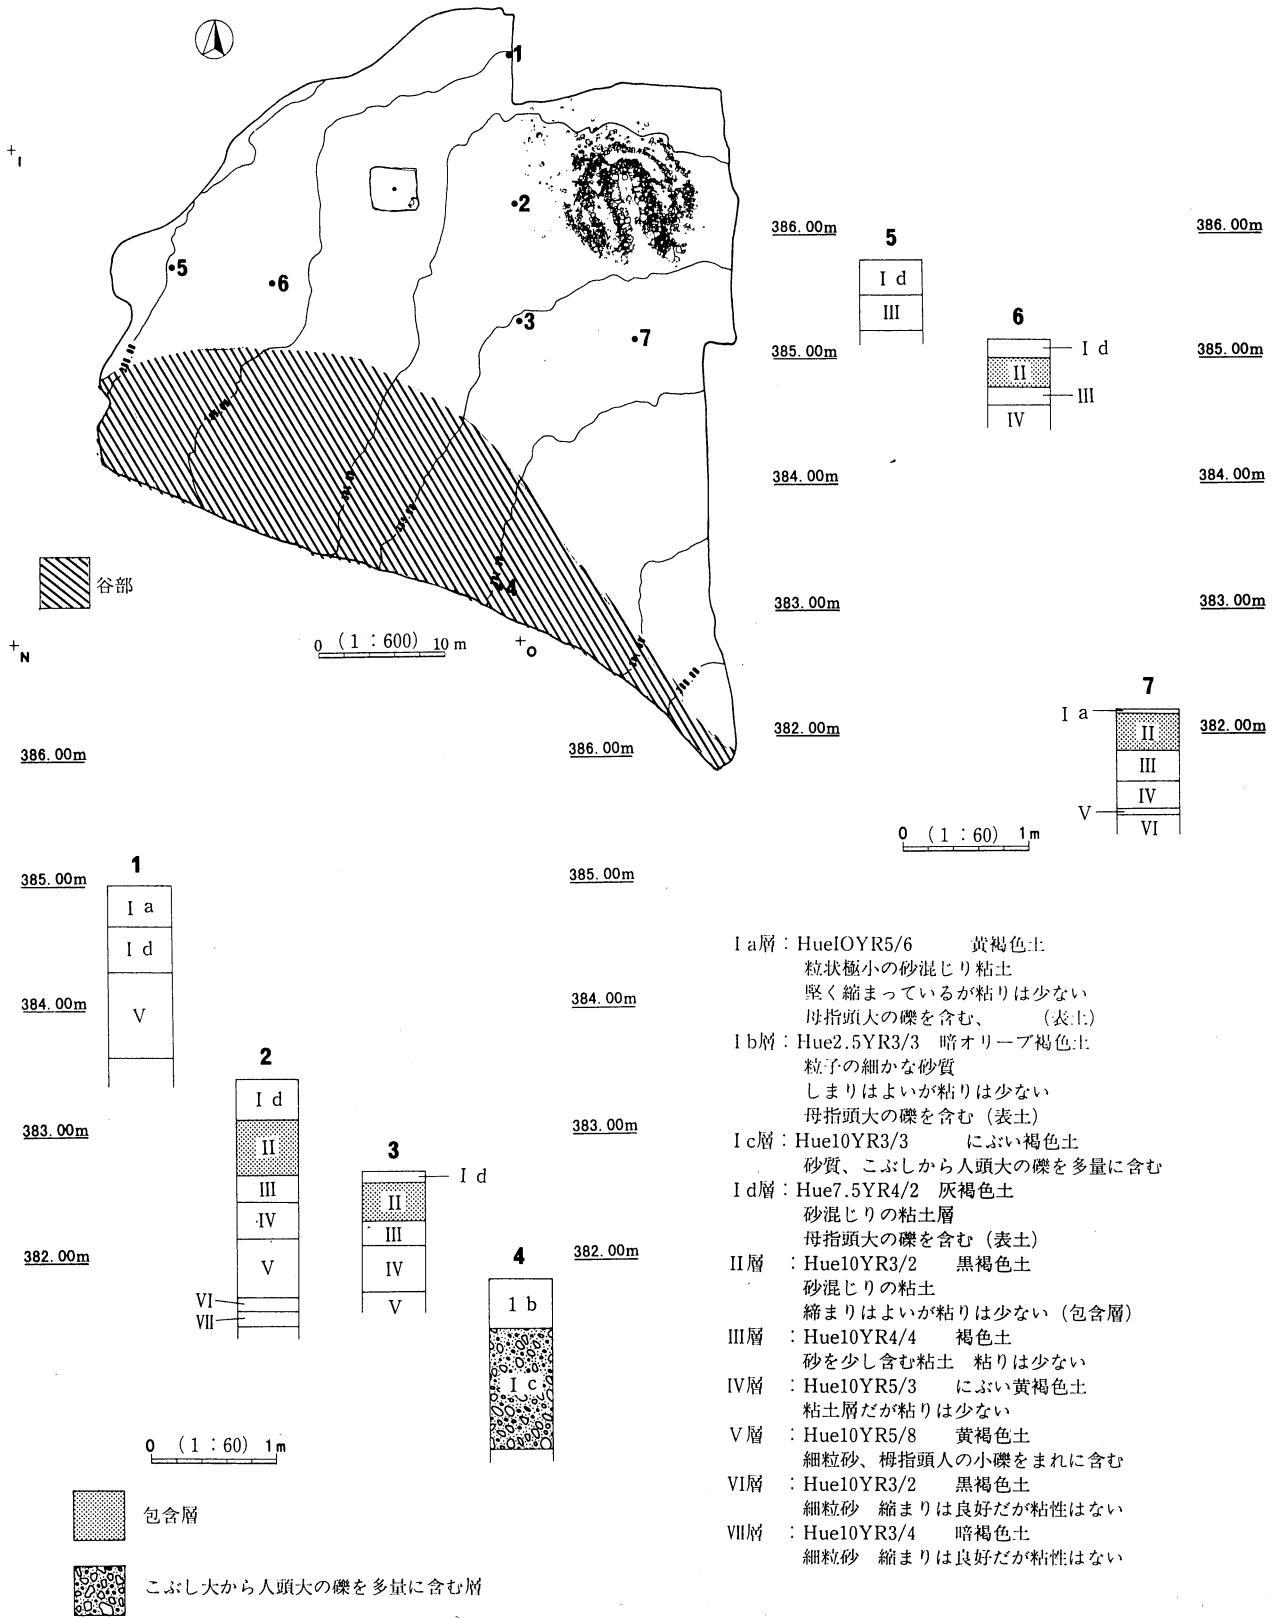 1
I
2
5
6
3
7
谷部
4
N
O
0 (1:600) 10m
386.00m
385.00m
384.00m
383.00m
382.00m
5
I d
III
6
I d
II
III
IV
7
I a
II
III
IV
V
VI
386.00m
385.00m
384.00m
383.00m
382.00m
0 (1:60) 1m
386.00m
385.00m
384.00m
383.00m
382.00m
1
I a
I d
V
2
I d
II
III
IV
V
VI
VII
3
I d
II
III
IV
V
4
1 b
I c
386.00m
385.00m
384.00m
383.00m
382.00m
0 (1:60) 1m
包含層
こぶし大から人頭大の礫を多量に含む層
I a層:HueIOYR5/6 黄褐色土
粒状極小の砂混じり粘土
堅く縮まっているが粘りは少ない
母指頭大の礫を含む、 (表土)
I b層:Hue2.5YR3/3 暗オリーブ褐色土
粒子の細かな砂質
しまりはよいが粘りは少ない
母指頭大の礫を含む(表土)
I c層:Hue10YR3/3 にぶい褐色土
砂質、こぶしから人頭大の礫を多量に含む
I d層:Hue7.5YR4/2 灰褐色土
砂混じりの粘土層
母指頭大の礫を含む(表土)
II層 :Hue10YR3/2 黒褐色土
砂混じりの粘土
締まりはよいが粘りは少ない(包含層)
III層 :Hue10YR4/4 褐色土
砂を少し含む粘土 粘りは少ない
IV層 :Hue10YR5/3 にぶい黄褐色土
粘土層だが粘りは少ない
V層 :Hue10YR5/8 黄褐色土
細粒砂、栂指頭人の小礫をまれに含む
VI層 :Hue10YR3/2 黒褐色土
細粒砂 縮まりは良好だが粘性はない
VII層 :Hue10YR3/4 暗褐色土
細粒砂 縮まりは良好だが粘性はない